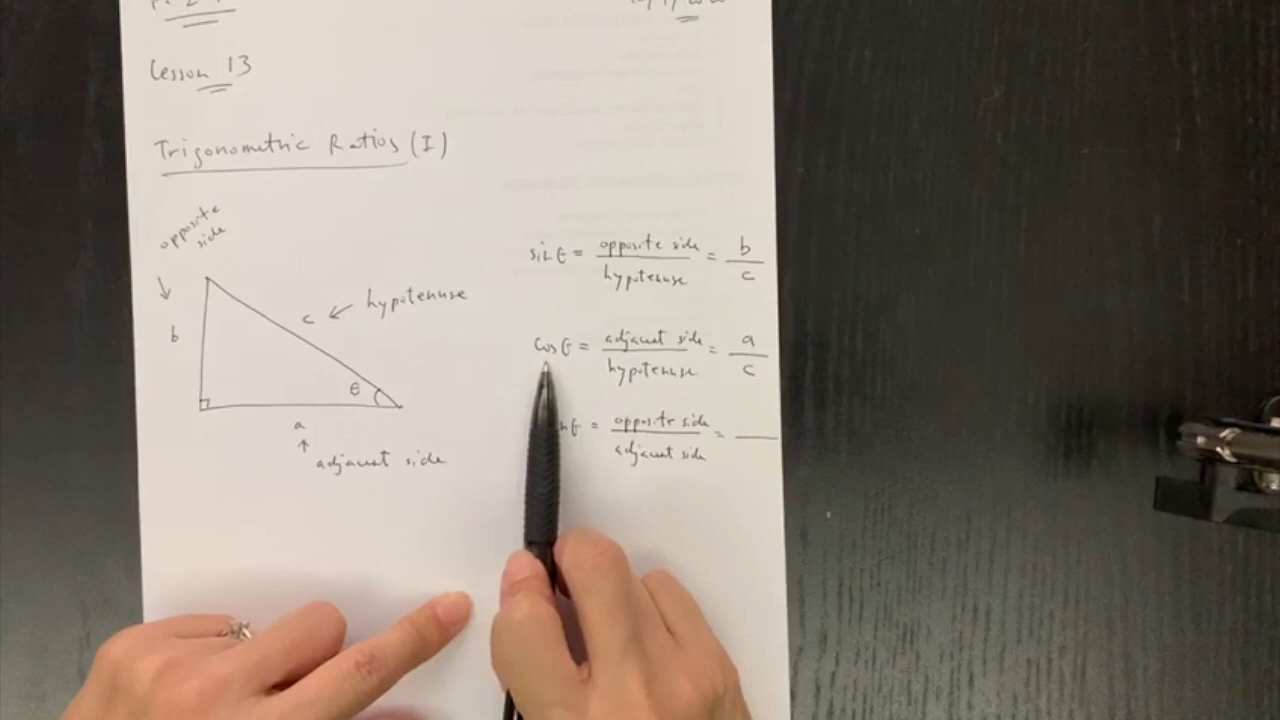 Lesson 13
Trigonometric Ratios (I)
opposite
side
b
c ← hypotenuse
θ
a
↑
adjacent side
sin θ = opposite side / hypotenuse = b / c
cos θ = adjacent side / hypotenuse = a / c
θ = opposite side / adjacent side =